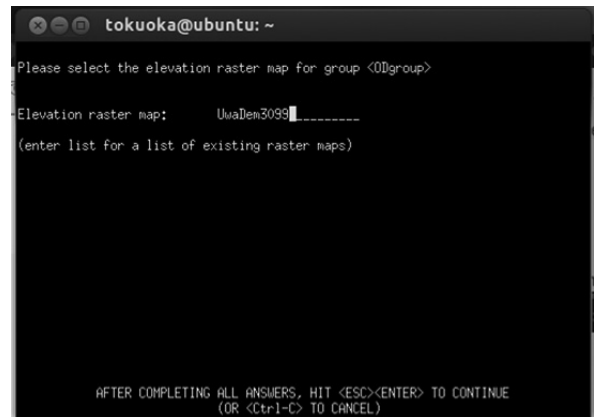 tokuoka@ubuntu: ~
Please select the elevation raster map for group <ODgroup>
Elevation raster map: UwaDem3099_________
(enter list for a list of existing raster maps)
AFTER COMPLETING ALL ANSWERS, HIT <ESC><ENTER> TO CONTINUE
(OR <Ctrl-C> TO CANCEL)